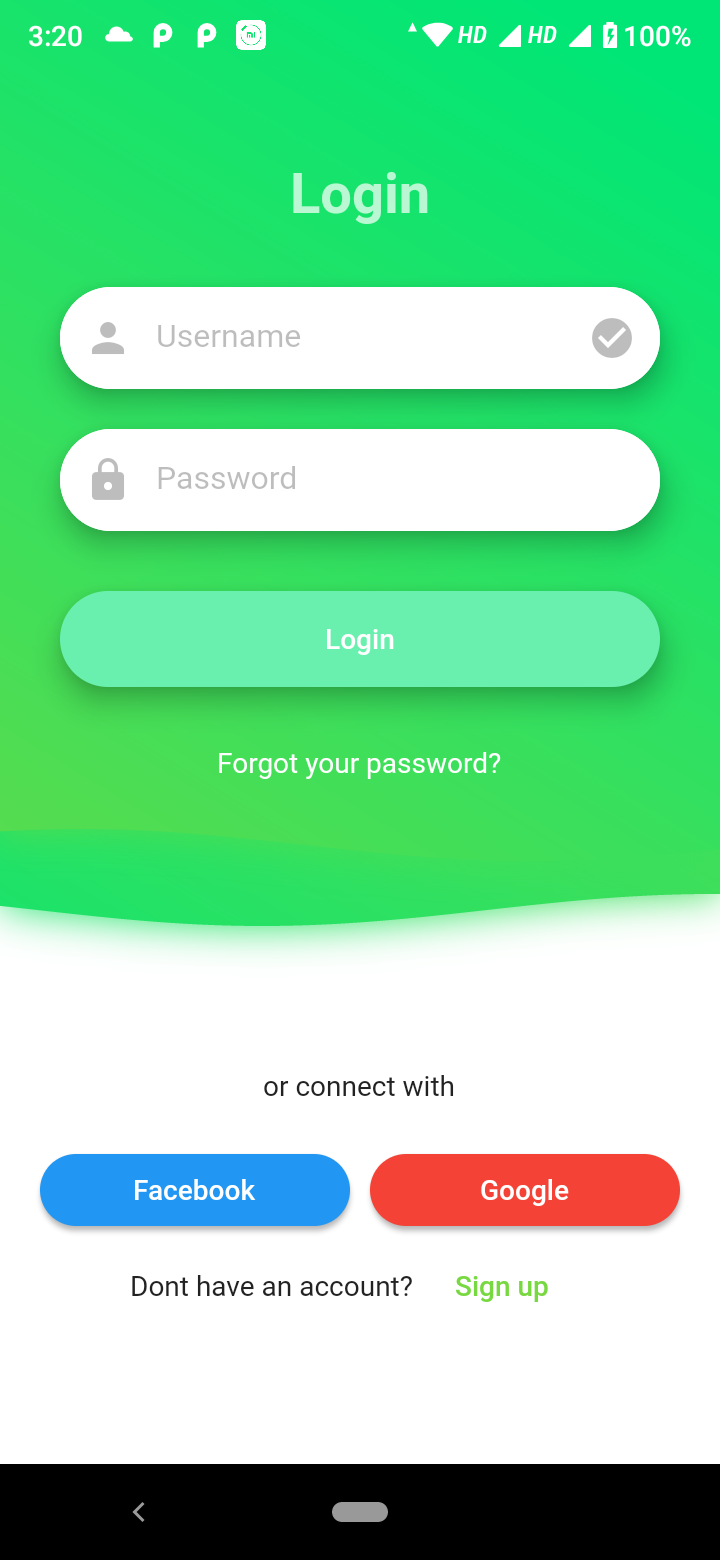 3:20 HD HD 100%
Login
Username
Password
Login
Forgot your password?
or connect with
Facebook Google
Dont have an account? Sign up